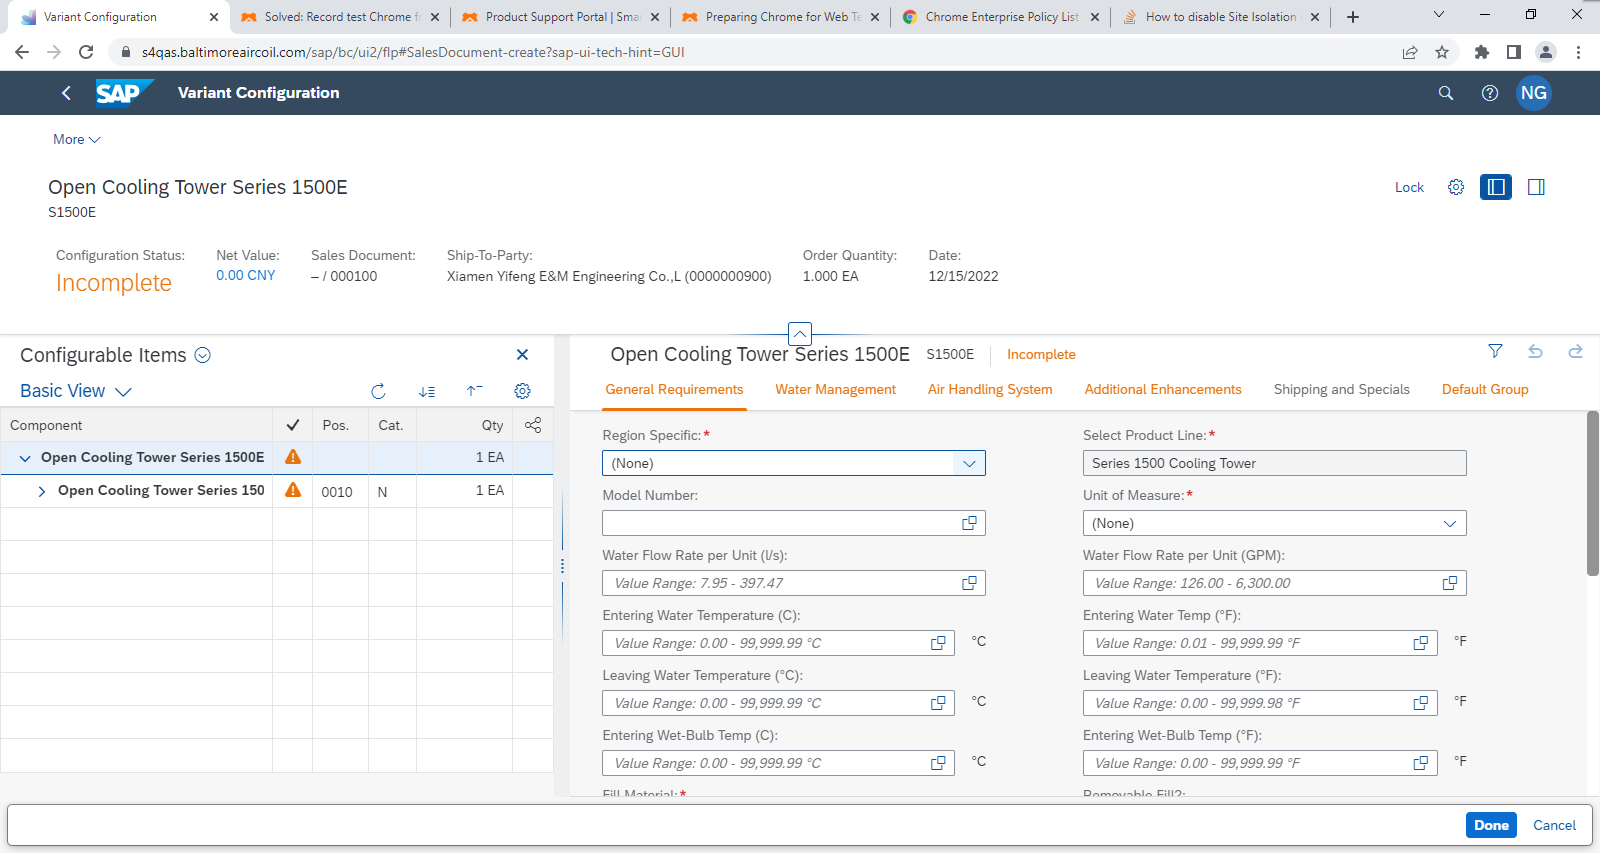 Variant Configuration
Solved: Record test Chrome f
Product Support Portal | Sma
Preparing Chrome for Web Te
Chrome Enterprise Policy List
How to disable Site Isolation
s4qas.baltimoreaircoil.com/sap/bc/ui2/flp#SalesDocument-create?sap-ui-tech-hint=GUI
SAP
Variant Configuration
NG
More
Open Cooling Tower Series 1500E
Lock
S1500E
Configuration Status:
Incomplete
Net Value:
0.00 CNY
Sales Document:
– / 000100
Ship-To-Party:
Xiamen Yifeng E&M Engineering Co.,L (0000000900)
Order Quantity:
1.000 EA
Date:
12/15/2022
Configurable Items
Basic View
Component Pos. Cat. Qty
Open Cooling Tower Series 1500E 1 EA
Open Cooling Tower Series 150 0010 N 1 EA
Open Cooling Tower Series 1500E S1500E Incomplete
General Requirements Water Management Air Handling System Additional Enhancements Shipping and Specials Default Group
Region Specific:*
(None)
Select Product Line:*
Series 1500 Cooling Tower
Model Number:
Unit of Measure:*
(None)
Water Flow Rate per Unit (l/s):
Value Range: 7.95 - 397.47
Water Flow Rate per Unit (GPM):
Value Range: 126.00 - 6,300.00
Entering Water Temperature (C):
Value Range: 0.00 - 99,999.99 °C °C
Entering Water Temp (°F):
Value Range: 0.01 - 99,999.99 °F °F
Leaving Water Temperature (°C):
Value Range: 0.00 - 99,999.99 °C °C
Leaving Water Temperature (°F):
Value Range: 0.00 - 99,999.98 °F °F
Entering Wet-Bulb Temp (C):
Value Range: 0.00 - 99,999.99 °C °C
Entering Wet-Bulb Temp (°F):
Value Range: 0.00 - 99,999.99 °F °F
Fill Material:*
Removable Fill?:
Done
Cancel